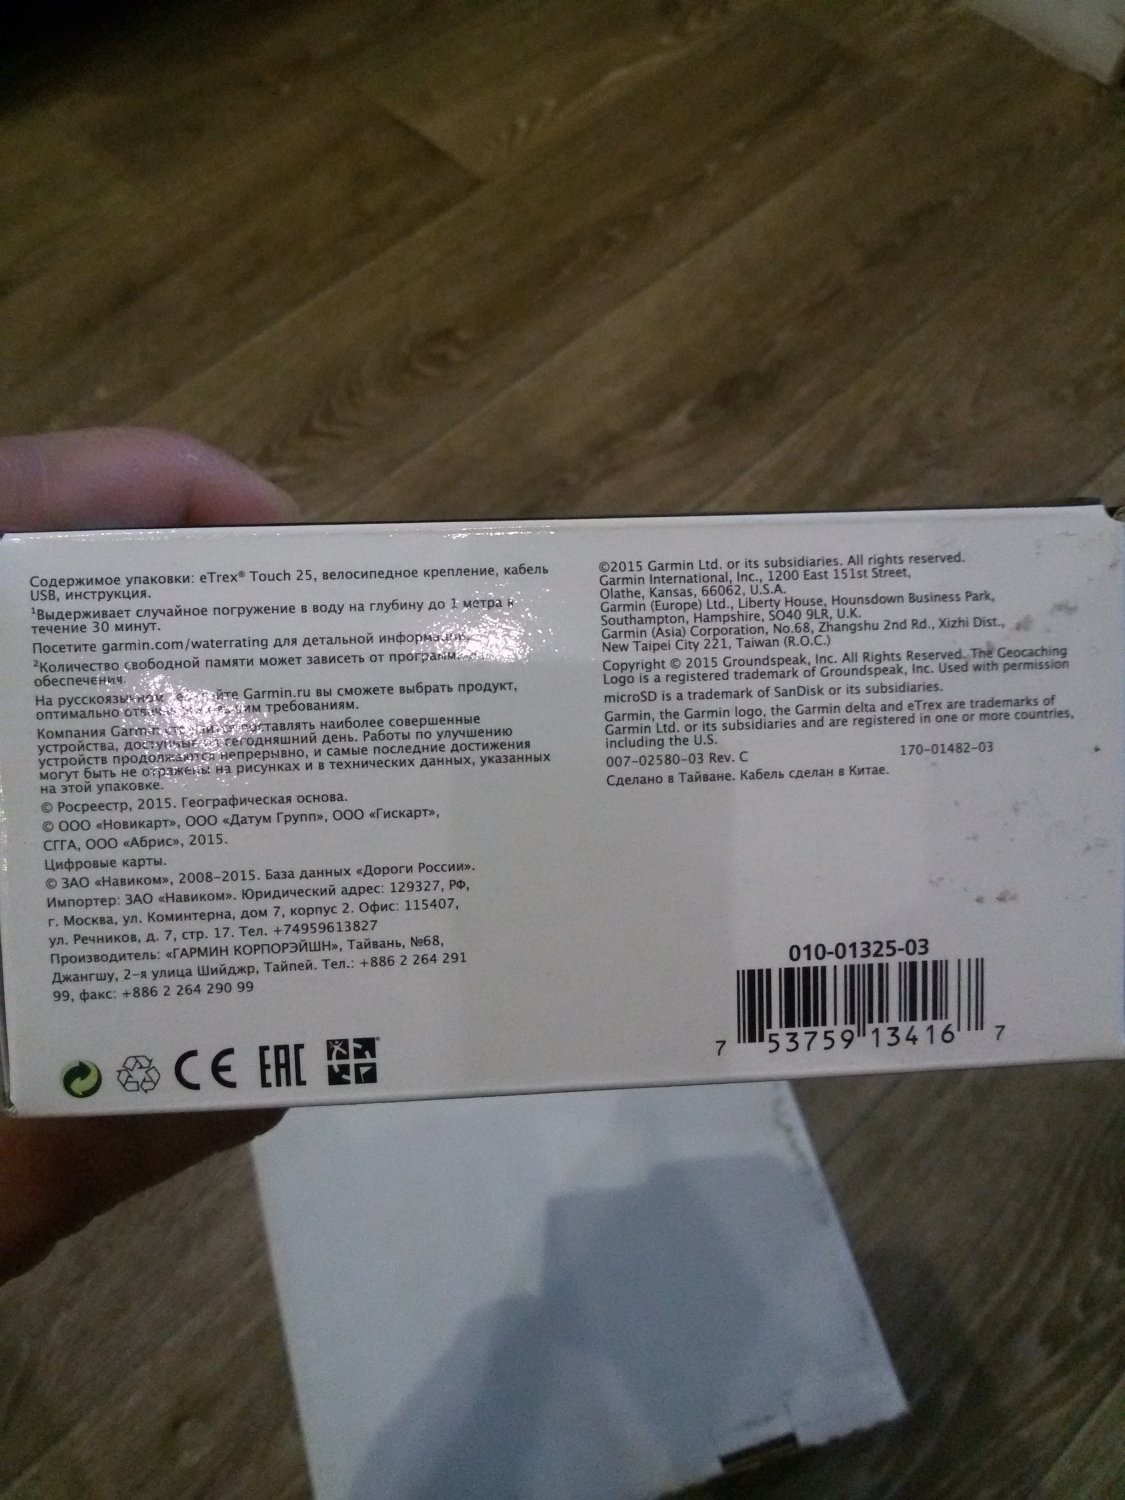 Содержимое упаковки: eTrex® Touch 25, велосипедное крепление, кабель
USB, инструкция.
¹Выдерживает случайное погружение в воду на глубину до 1 метра в
течение 30 минут.
Посетите garmin.com/waterrating для детальной информации.
²Количество свободной памяти может зависеть от
обеспечения.
На русскоязычном сайте Garmin.ru вы сможете выбрать продукт,
оптимально требованиям.
Компания Garmin поставлять наиболее совершенные
устройства, доступные на сегодняшний день. Работы по улучшению
устройств продолжаются непрерывно, и самые последние достижения
могут быть не отражены на рисунках и в технических данных, указанных
на этой упаковке.
© Росреестр, 2015. Географическая основа.
© ООО «Новикарт», ООО «Датум Групп», ООО «Гискарт»,
СГГА, ООО «Абрис», 2015.
Цифровые карты.
© ЗАО «Навиком», 2008-2015. База данных «Дороги России».
Импортер: ЗАО «Навиком». Юридический адрес: 129327, РФ,
г. Москва, ул. Коминтерна, дом 7, корпус 2. Офис: 115407,
ул. Речников, д. 7, стр. 17. Тел. +74959613827
Производитель: «ГАРМИН КОРПОРЭЙШН», Тайвань, №68,
Джангшу, 2-я улица Шийджр, Тайпей. Тел.: +886 2 264 291
99, факс: +886 2 264 290 99
CE EAC
©2015 Garmin Ltd. or its subsidiaries. All rights reserved.
Garmin International, Inc., 1200 East 151st Street,
Olathe, Kansas, 66062, U.S.A.
Garmin (Europe) Ltd., Liberty House, Hounsdown Business Park,
Southampton, Hampshire, SO40 9LR, U.K.
Garmin (Asia) Corporation, No.68, Zhangshu 2nd Rd., Xizhi Dist.,
New Taipei City 221, Taiwan (R.O.C.)
Copyright © 2015 Groundspeak, Inc. All Rights Reserved. The Geocaching
Logo is a registered trademark of Groundspeak, Inc. Used with permission
microSD is a trademark of SanDisk or its subsidiaries.
Garmin, the Garmin logo, the Garmin delta and eTrex are trademarks of
Garmin Ltd. or its subsidiaries and are registered in one or more countries,
including the U.S.
007-02580-03 Rev. C 170-01482-03
Сделано в Тайване. Кабель сделан в Китае.
010-01325-03
7 53759 13416 7